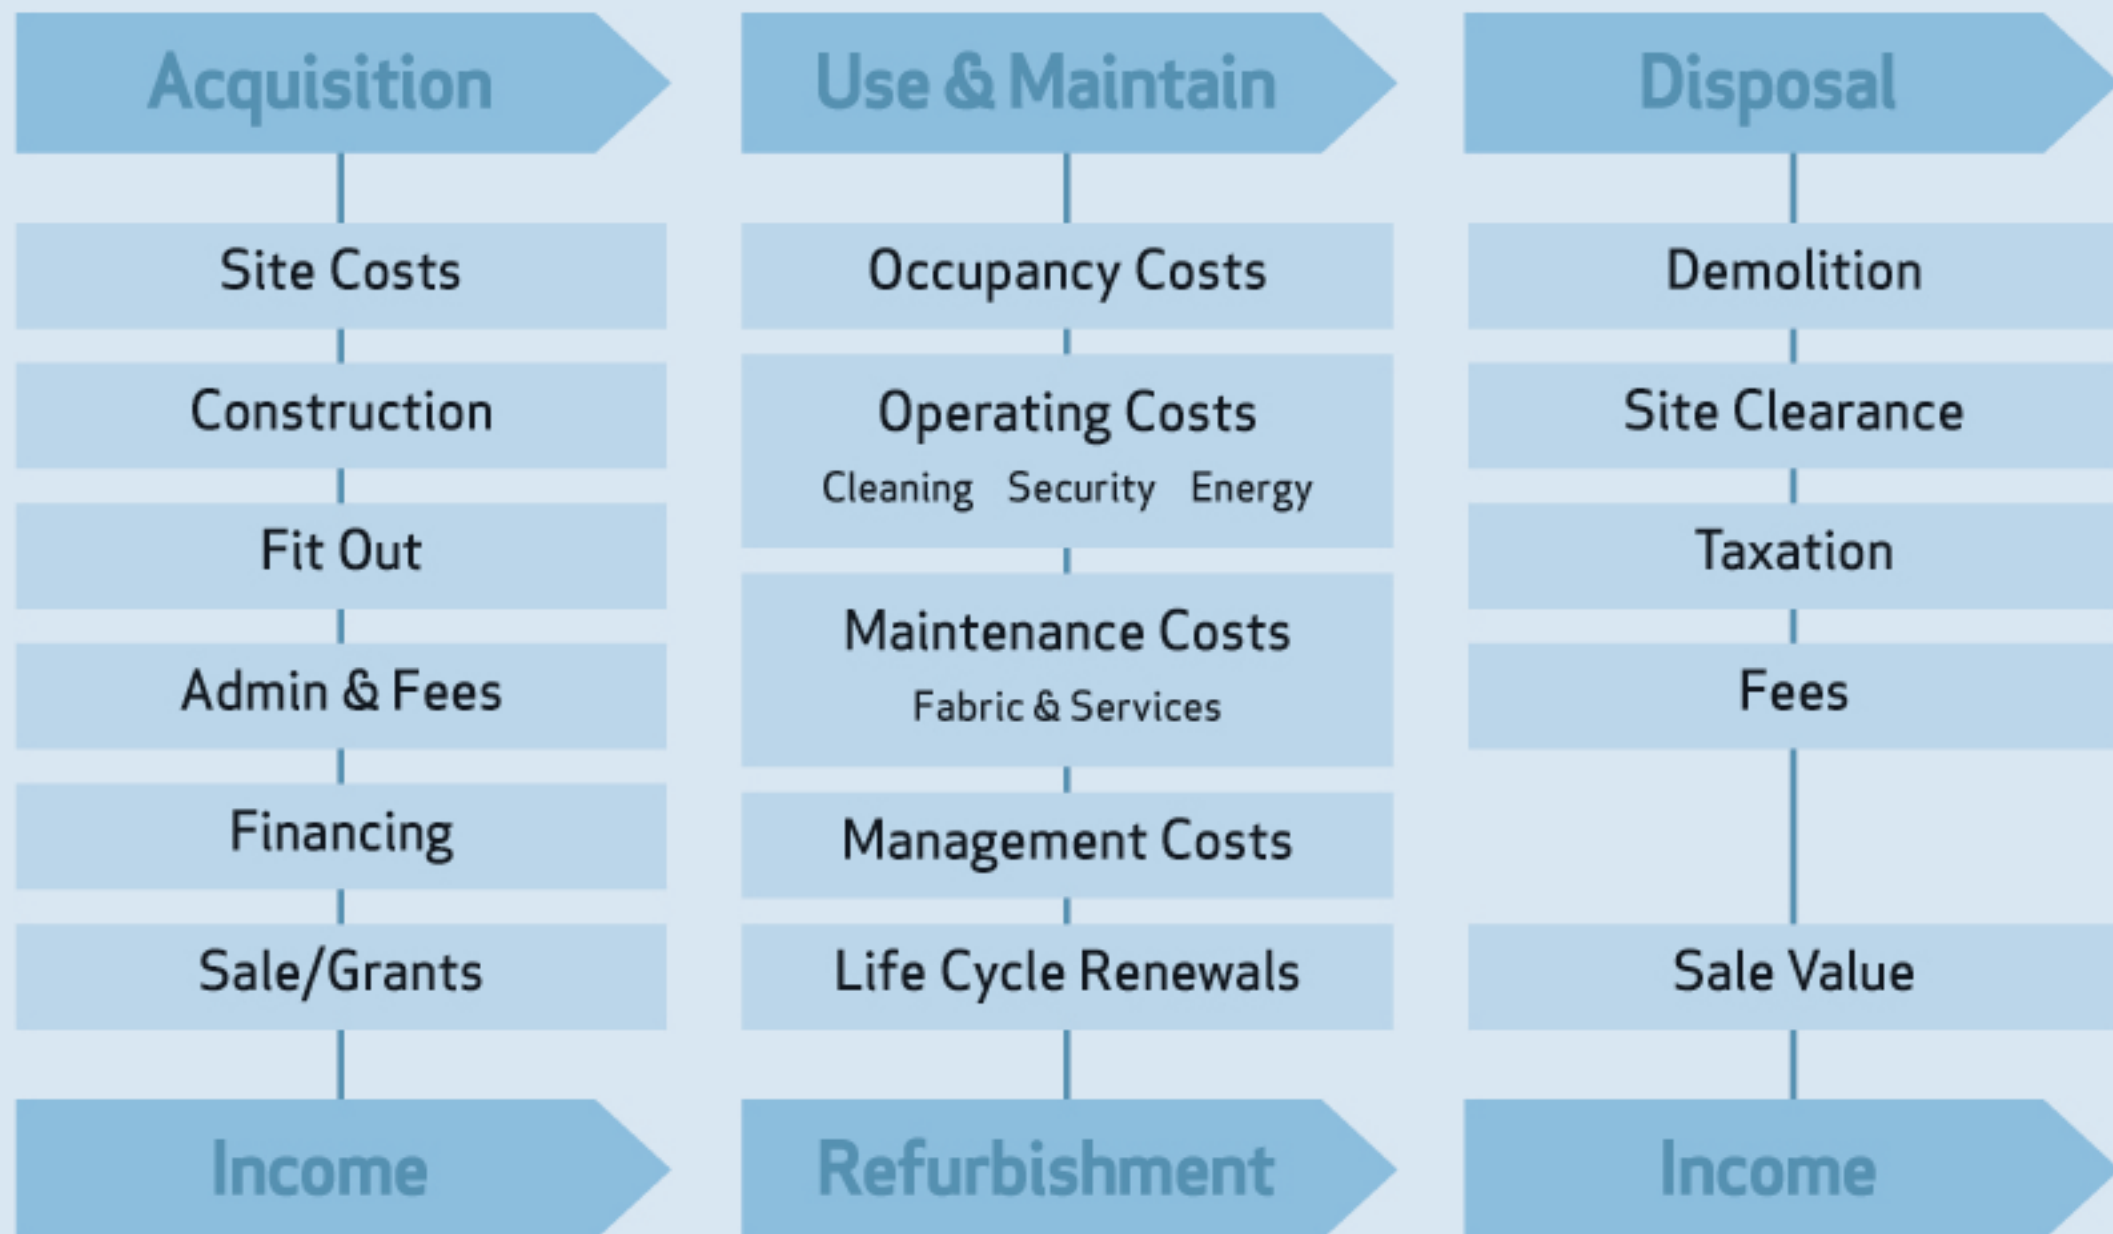 Acquisition
Site Costs
Construction
Fit Out
Admin & Fees
Financing
Sale/Grants
Income
Use & Maintain
Occupancy Costs
Operating Costs
Cleaning Security Energy
Maintenance Costs
Fabric & Services
Management Costs
Life Cycle Renewals
Refurbishment
Disposal
Demolition
Site Clearance
Taxation
Fees
Sale Value
Income